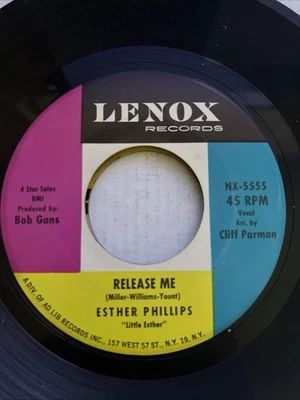 LENOX
RECORDS
4 Star Sales
BMI
Produced by:
Bob Gans
NX-5555
45 RPM
Vocal
Arr. by
Cliff Parman
RELEASE ME
(Miller-Williams-Yount)
ESTHER PHILLIPS
"Little Esther"
A DIV. OF AD LIB RECORDS INC., 157 WEST 57 ST., N.Y. 19, N.Y.